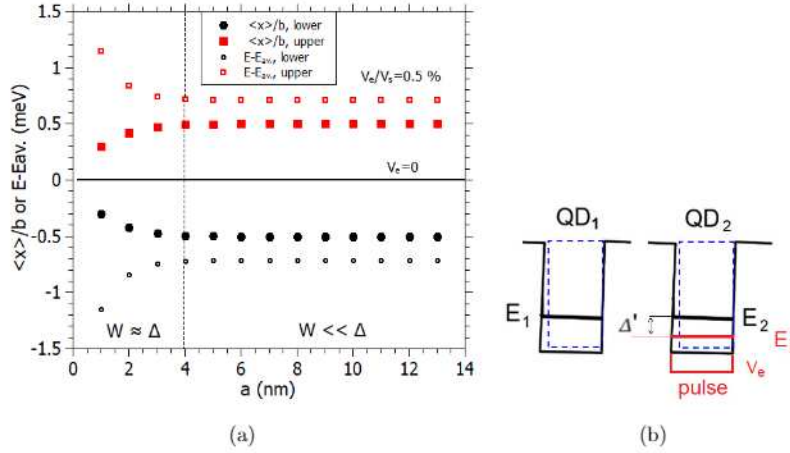 1.5
1
0.5
0
-0.5
-1
-1.5
<x>/b or E-Eav. (meV)
<x>/b, lower
<x>/b, upper
E-Eav., lower
E-Eav., upper
Ve/Vs=0.5 %
Ve=0
W ≈ Δ
W << Δ
0 2 4 6 8 10 12 14
a (nm)
(a)
QD1
QD2
E1
Δ'
E2
E
Ve
pulse
(b)